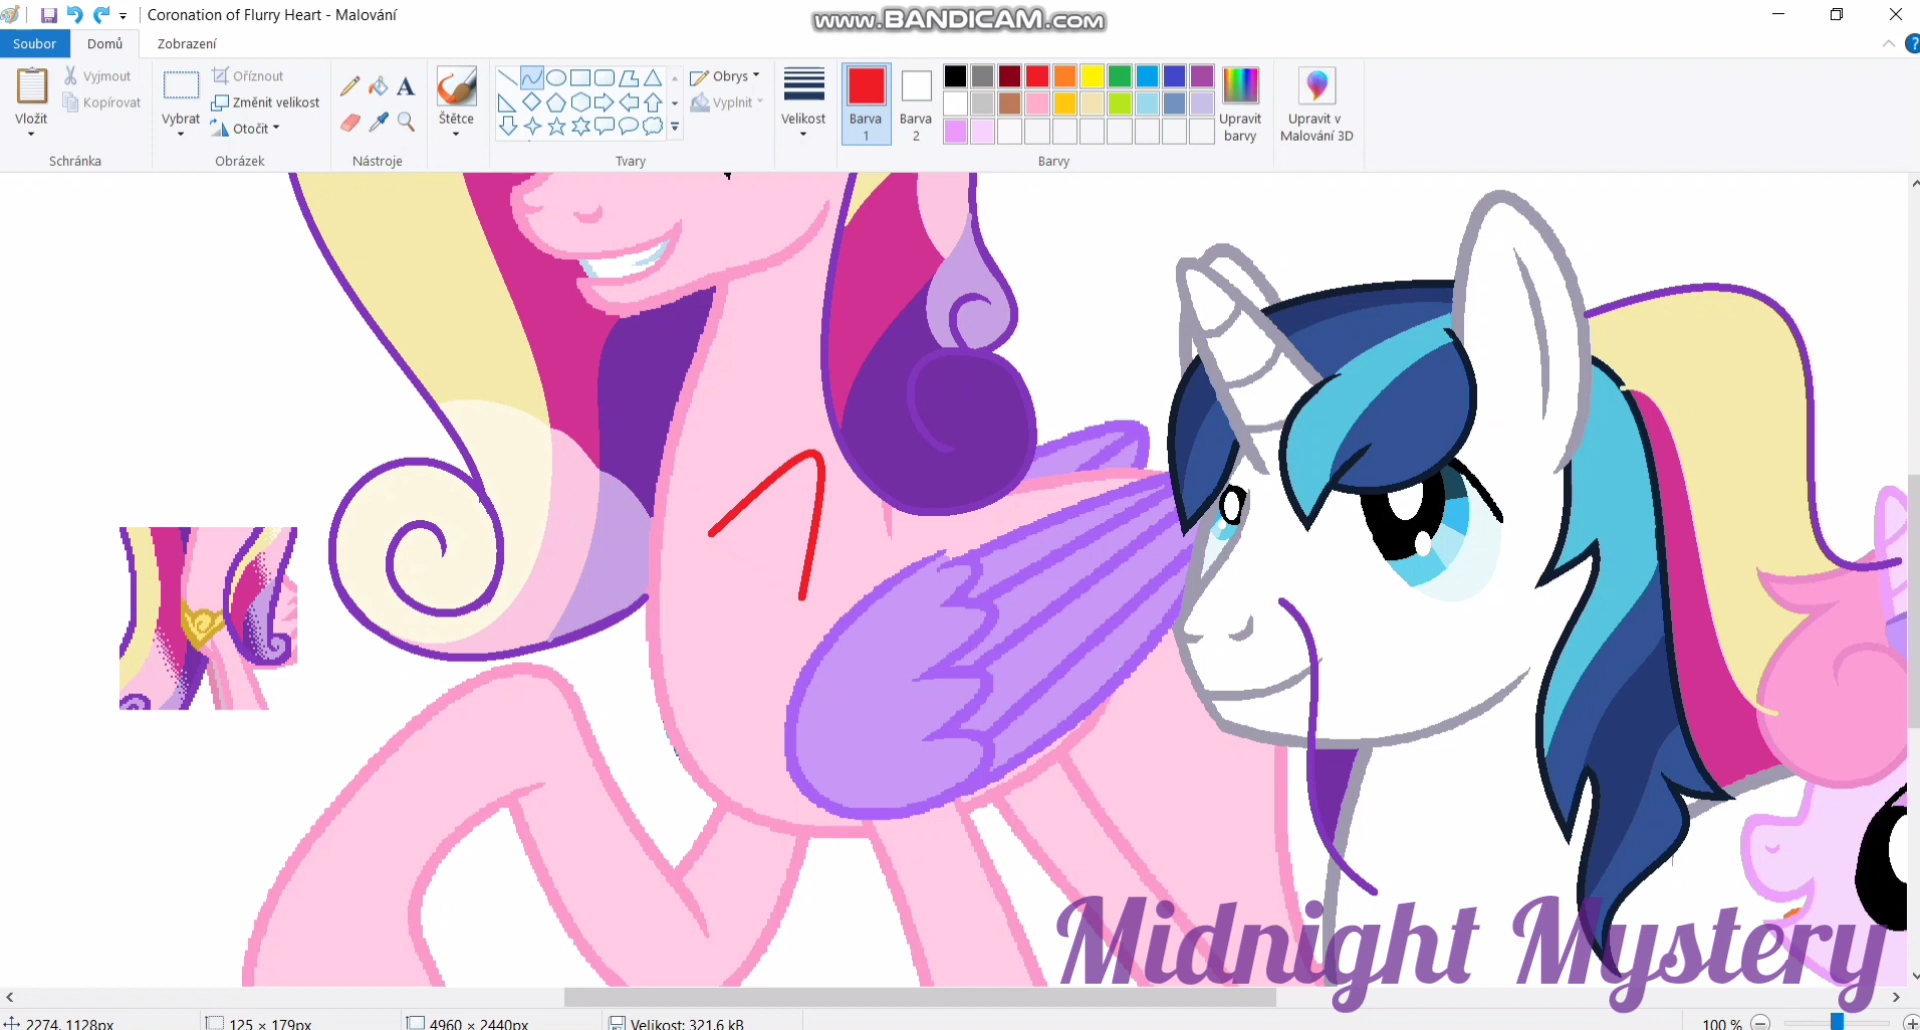 Coronation of Flurry Heart - Malování
www.BANDICAM.com
Soubor
Domů
Zobrazení
Vložit
Vyjmout
Kopírovat
Schránka
Vybrat
Oříznout
Změnit velikost
Otočit
Obrázek
Nástroje
Štětce
Tvary
Obrys
Vyplnit
Velikost
Barva 1
Barva 2
Barvy
Upravit barvy
Upravit v Malování 3D
Midnight Mystery
2274, 1128px
125 × 179px
4960 × 2440px
Velikost: 321,6 kB
100 %